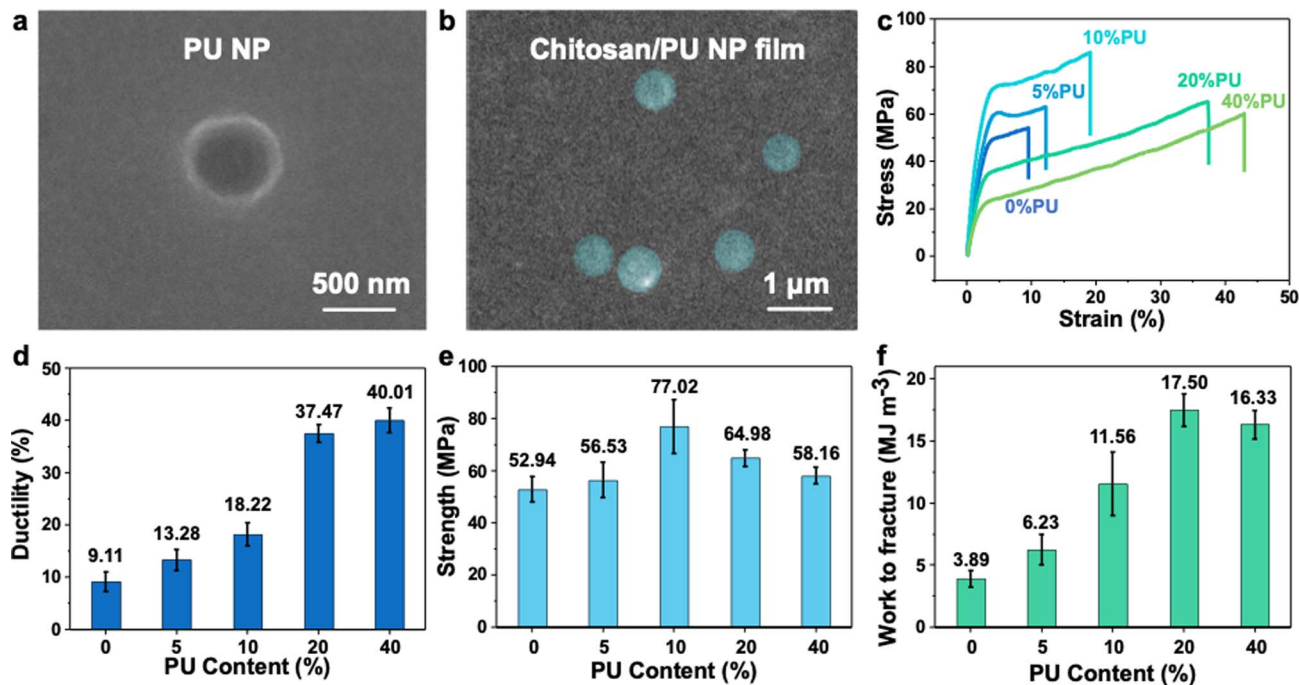 a
PU NP
500 nm
b
Chitosan/PU NP film
1 μm
c
Stress (MPa)
100
80
60
40
20
0
10%PU
5%PU
20%PU
40%PU
0%PU
0 10 20 30 40 50
Strain (%)
d
Ductility (%)
50
40
30
20
10
0
9.11
13.28
18.22
37.47
40.01
0 5 10 20 40
PU Content (%)
e
Strength (MPa)
100
80
60
40
20
0
52.94
56.53
77.02
64.98
58.16
0 5 10 20 40
PU Content (%)
f
Work to fracture (MJ m-3)
20
15
10
5
0
3.89
6.23
11.56
17.50
16.33
0 5 10 20 40
PU Content (%)